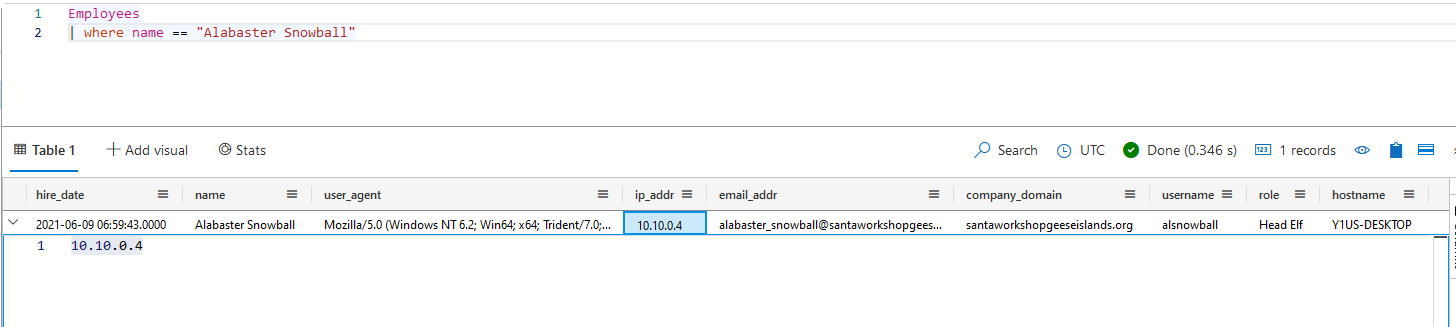 1 Employees
2 | where name == "Alabaster Snowball"
Table 1 Add visual Stats Search UTC Done (0.346 s) 123 1 records
hire_date name user_agent ip_addr email_addr company_domain username role hostname
2021-06-09 06:59:43.0000 Alabaster Snowball Mozilla/5.0 (Windows NT 6.2; Win64; x64; Trident/7.0;... 10.10.0.4 alabaster_snowball@santaworkshopgees... santaworkshopgeeseislands.org alsnowball Head Elf Y1US-DESKTOP
1 10.10.0.4